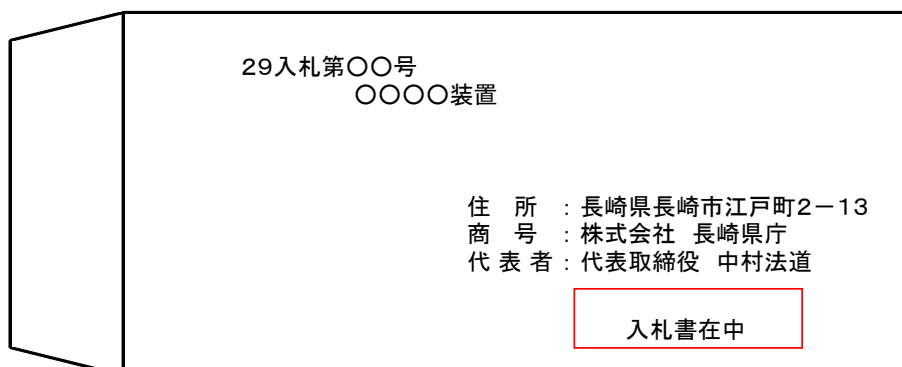 29入札第〇〇号
〇〇〇〇装置
住　所　：長崎県長崎市江戸町2－13
商　号　：株式会社　長崎県庁
代 表 者：代表取締役　中村法道
入札書在中